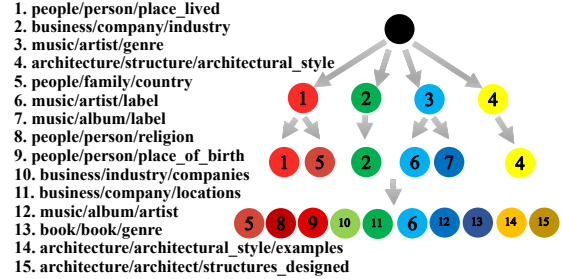 1. people/person/place_lived
2. business/company/industry
3. music/artist/genre
4. architecture/structure/architectural_style
5. people/family/country
6. music/artist/label
7. music/album/label
8. people/person/religion
9. people/person/place_of_birth
10. business/industry/companies
11. business/company/locations
12. music/album/artist
13. book/book/genre
14. architecture/architectural_style/examples
15. architecture/architect/structures_designed
1 2 3 4
1 5 2 6 7 4
5 8 9 10 11 6 12 13 14 15